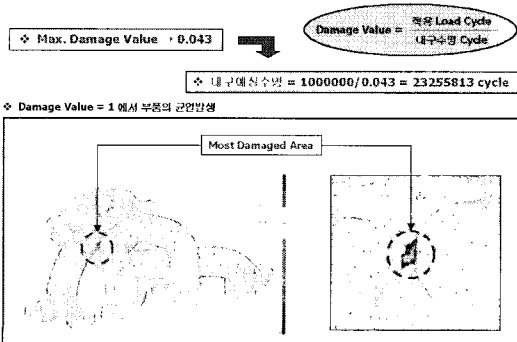 ❖ Max. Damage Value → 0.043
Damage Value = 적용 Load Cycle / 내구수명 Cycle
❖ 내구예상수명 = 1000000/0.043 = 23255813 cycle
❖ Damage Value = 1 에서 부품의 균열발생
Most Damaged Area